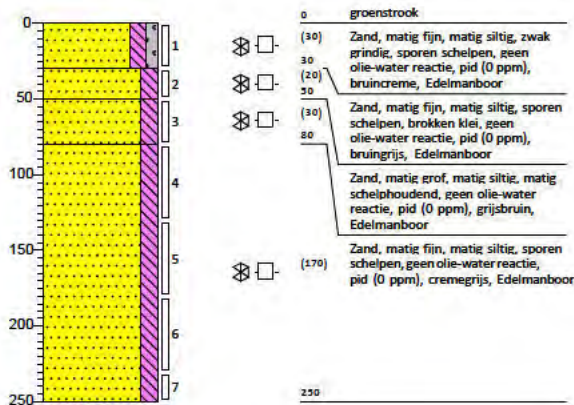 0
50
100
150
200
250
1
2
3
4
5
6
7
0 groenstrook
(30) Zand, matig fijn, matig siltig, zwak
grindig, sporen schelpen, geen
30 olie-water reactie, pid (0 ppm),
(20) bruincreme, Edelmanboor
50
(30) Zand, matig fijn, matig siltig, sporen
schelpen, brokken klei, geen
80 olie-water reactie, pid (0 ppm),
bruingrijs, Edelmanboor
Zand, matig grof, matig siltig, matig
schelphoudend, geen olie-water
reactie, pid (0 ppm), grijsbruin,
Edelmanboor
Zand, matig fijn, matig siltig, sporen
(170) schelpen, geen olie-water reactie,
pid (0 ppm), cremegrijs, Edelmanboor
250